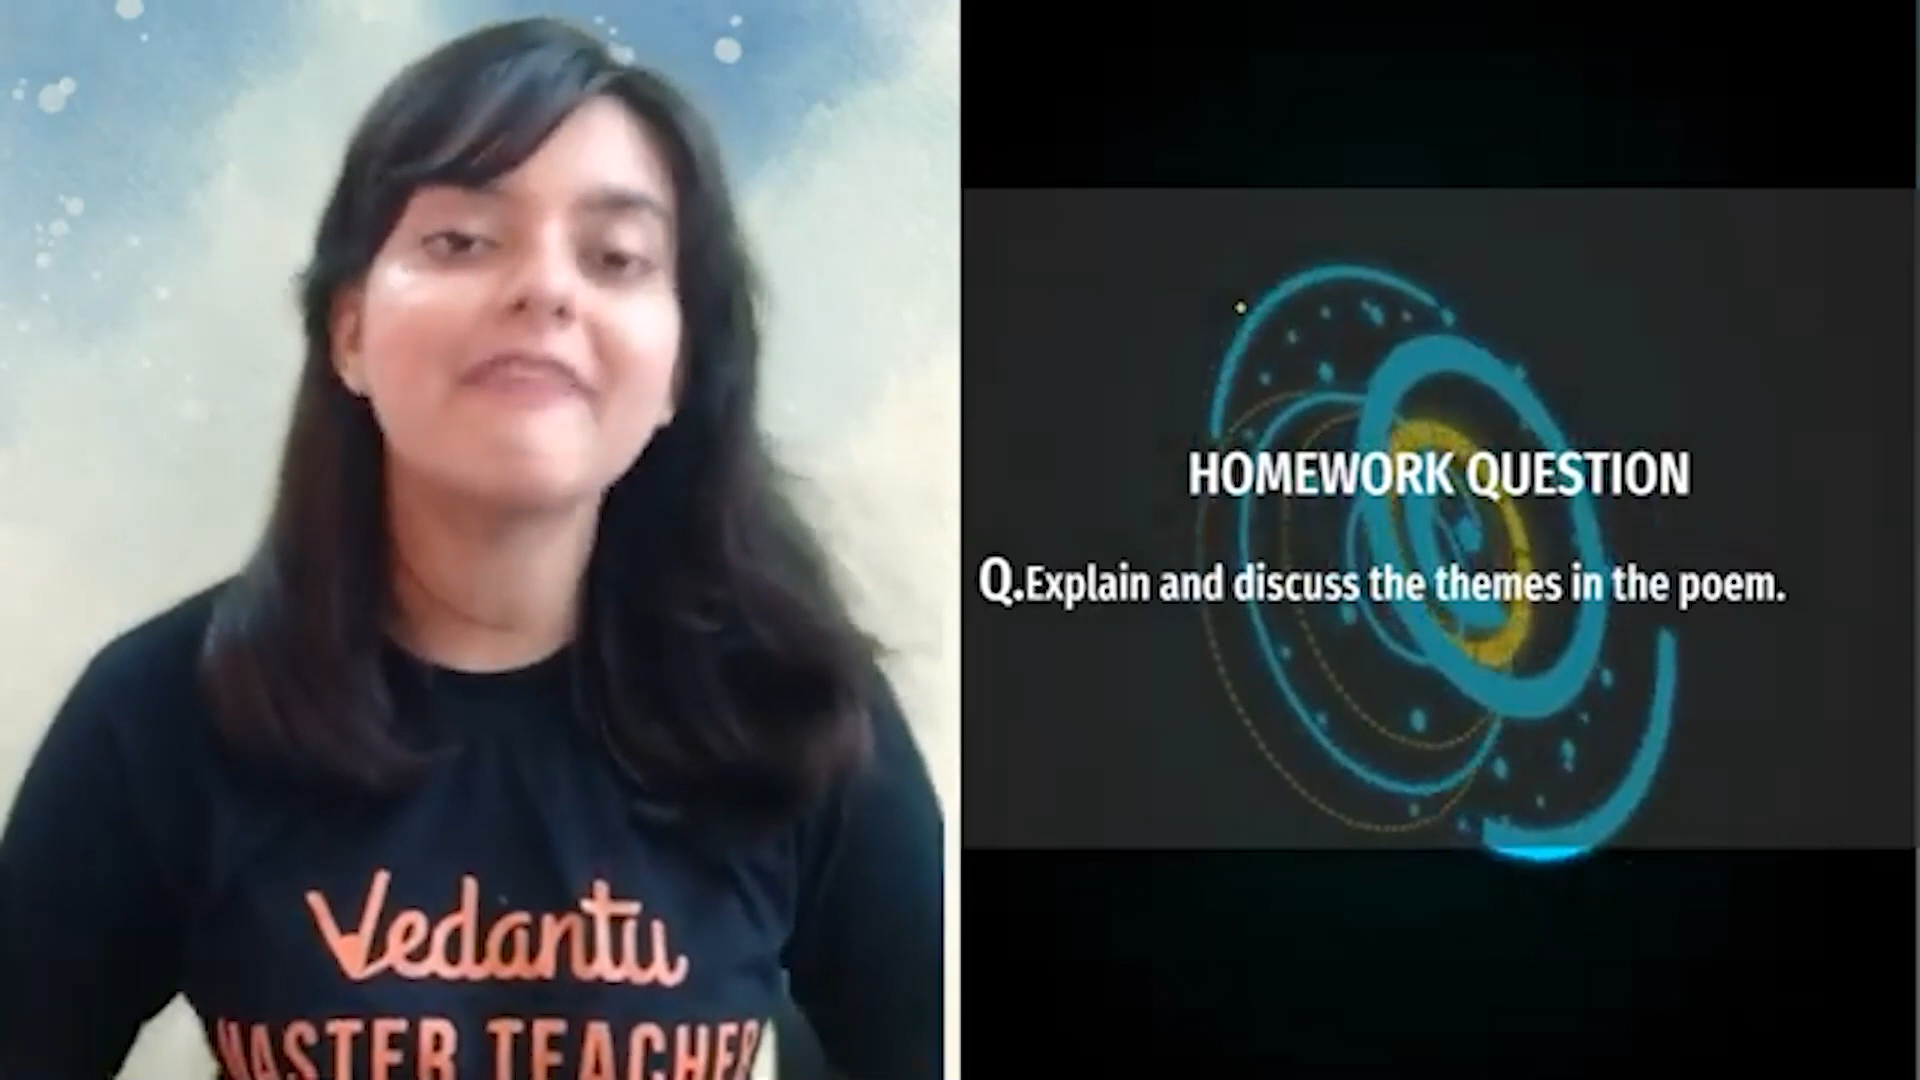 Vedantu
MASTER TEACHER
HOMEWORK QUESTION
Q.Explain and discuss the themes in the poem.